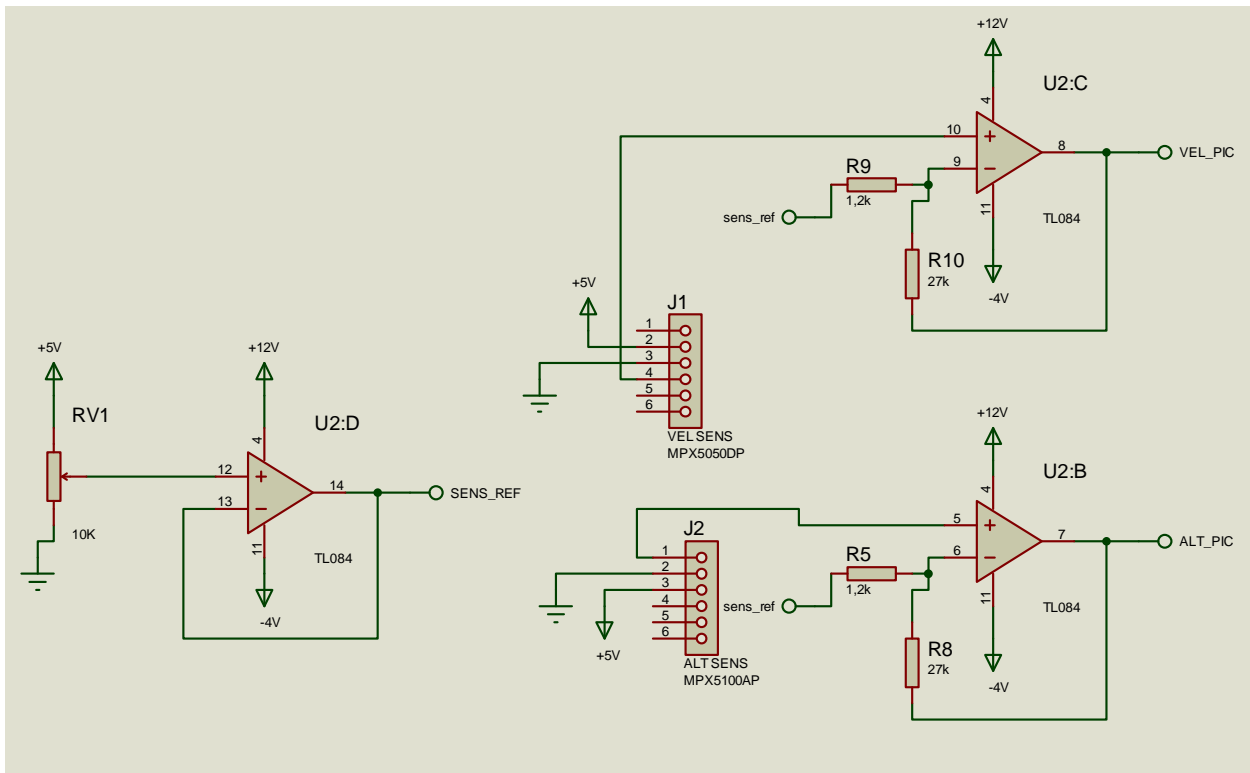 +5V
RV1
10K
+12V
U2:D
4
12
13
14
11
TL084
-4V
SENS_REF
+12V
U2:C
4
10
9
8
11
TL084
-4V
VEL_PIC
R9
1,2k
sens_ref
R10
27k
+5V
J1
1
2
3
4
5
6
VEL SENS
MPX5050DP
+12V
U2:B
4
5
6
7
11
TL084
-4V
ALT_PIC
J2
1
2
3
4
5
6
+5V
ALT SENS
MPX5100AP
R5
1,2k
sens_ref
R8
27k